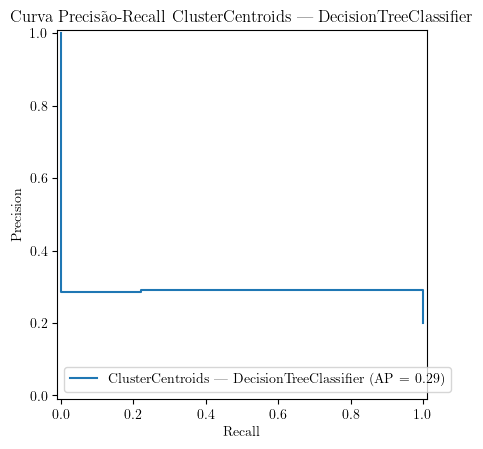 Curva Precisão-Recall ClusterCentroids — DecisionTreeClassifier
1.0
0.8
0.6
0.4
0.2
0.0
Precision
ClusterCentroids — DecisionTreeClassifier (AP = 0.29)
0.0 0.2 0.4 0.6 0.8 1.0
Recall